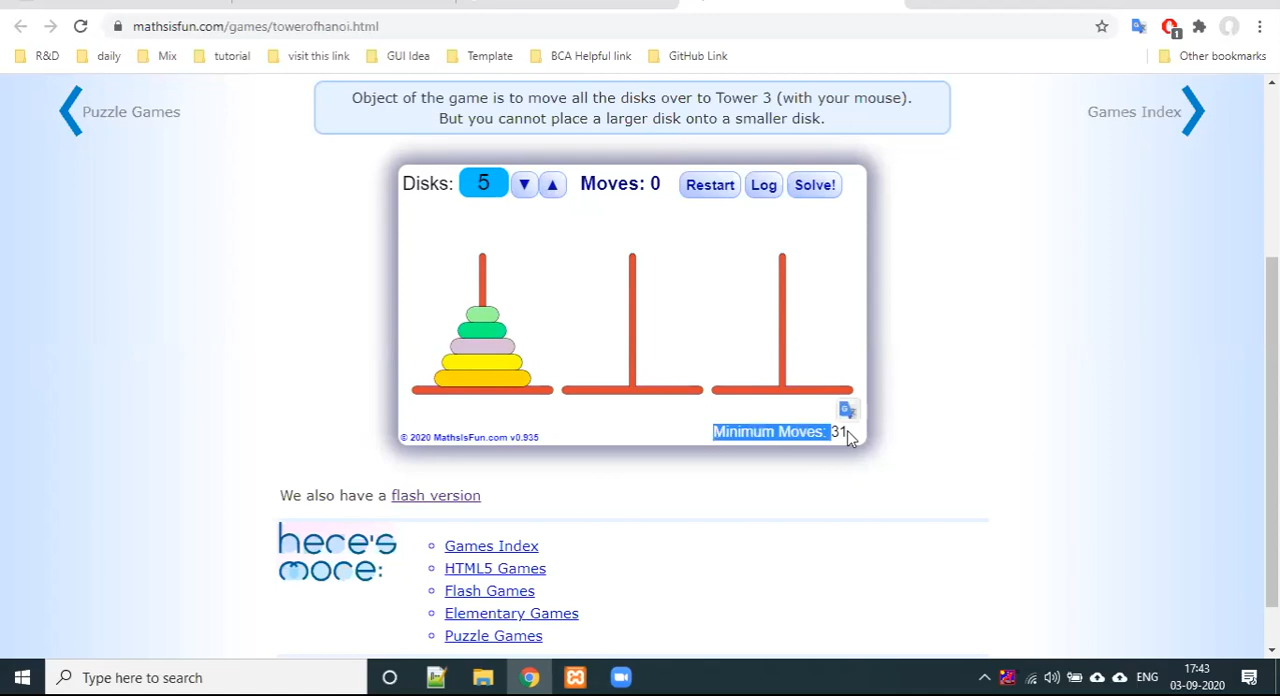 mathsisfun.com/games/towerofhanoi.html
1
R&D daily Mix tutorial visit this link GUI Idea Template BCA Helpful link GitHub Link Other bookmarks
Object of the game is to move all the disks over to Tower 3 (with your mouse).
But you cannot place a larger disk onto a smaller disk.
Puzzle Games
Games Index
Disks: 5 ▼ ▲ Moves: 0 Restart Log Solve!
G
Minimum Moves: 31
© 2020 MathsIsFun.com v0.935
We also have a flash version
here's
more:
Games Index
HTML5 Games
Flash Games
Elementary Games
Puzzle Games
Type here to search
ENG
17:43
03-09-2020